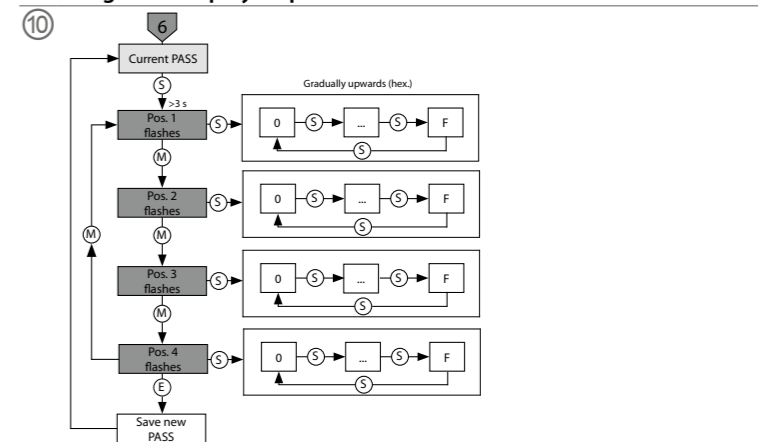 10
6
Current PASS
S
>3 s
Gradually upwards (hex.)
Pos. 1
flashes
S
0 S ... S F
S
M
Pos. 2
flashes
S
0 S ... S F
S
M
M
Pos. 3
flashes
S
0 S ... S F
S
M
Pos. 4
flashes
S
0 S ... S F
S
E
Save new
PASS